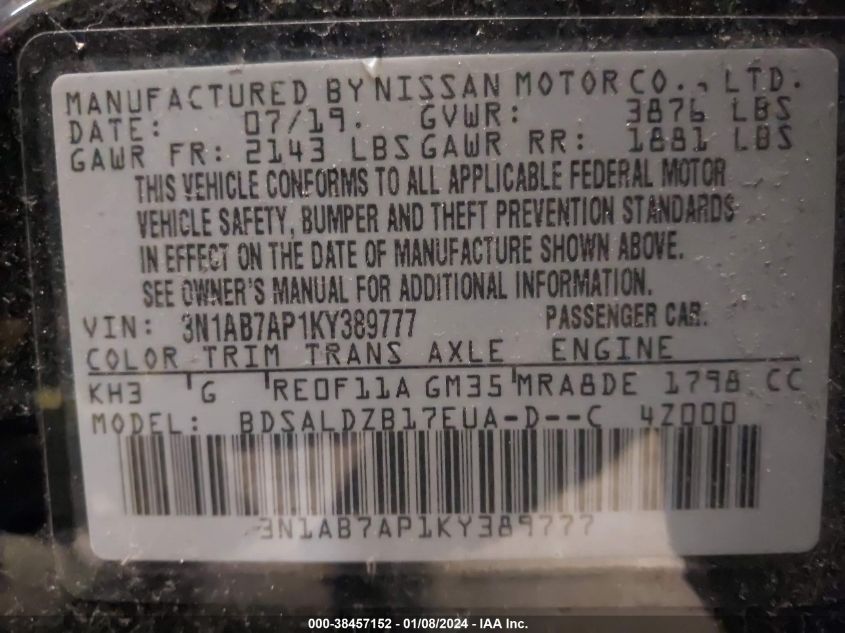 MANUFACTURED BY NISSAN MOTOR CO., LTD.
DATE: 07/19. GVWR: 3876 LBS
GAWR FR: 2143 LBS GAWR RR: 1881 LBS
THIS VEHICLE CONFORMS TO ALL APPLICABLE FEDERAL MOTOR
VEHICLE SAFETY, BUMPER AND THEFT PREVENTION STANDARDS
IN EFFECT ON THE DATE OF MANUFACTURE SHOWN ABOVE.
SEE OWNER'S MANUAL FOR ADDITIONAL INFORMATION.
VIN: 3N1AB7AP1KY389777 PASSENGER CAR.
COLOR TRIM TRANS AXLE ENGINE
KH3 G RE0F11A GM35 MRA8DE 1798 CC
MODEL: BDSALDZB17EUA-D--C 4Z000
3N1AB7AP1KY389777
000-38457152 - 01/08/2024 - IAA Inc.